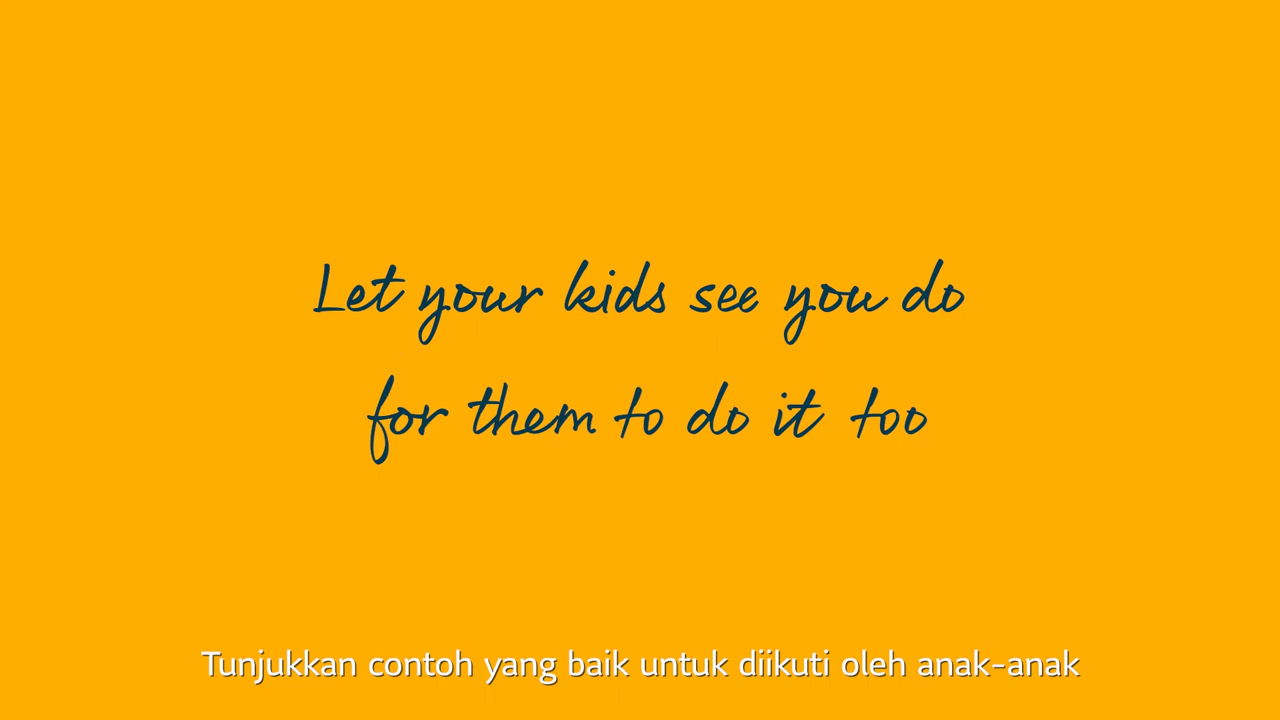 Let your kids see you do
for them to do it too
Tunjukkan contoh yang baik untuk diikuti oleh anak-anak